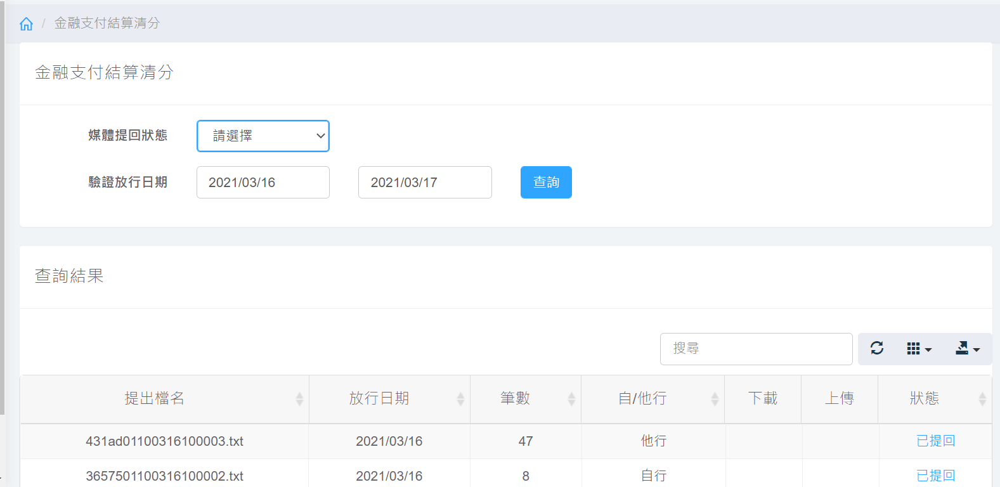 / 金融支付結算清分
金融支付結算清分
媒體提回狀態 請選擇
驗證放行日期 2021/03/16 2021/03/17 查詢
查詢結果
搜尋
提出檔名 放行日期 筆數 自/他行 下載 上傳 狀態
431ad01100316100003.txt 2021/03/16 47 他行 已提回
3657501100316100002.txt 2021/03/16 8 自行 已提回